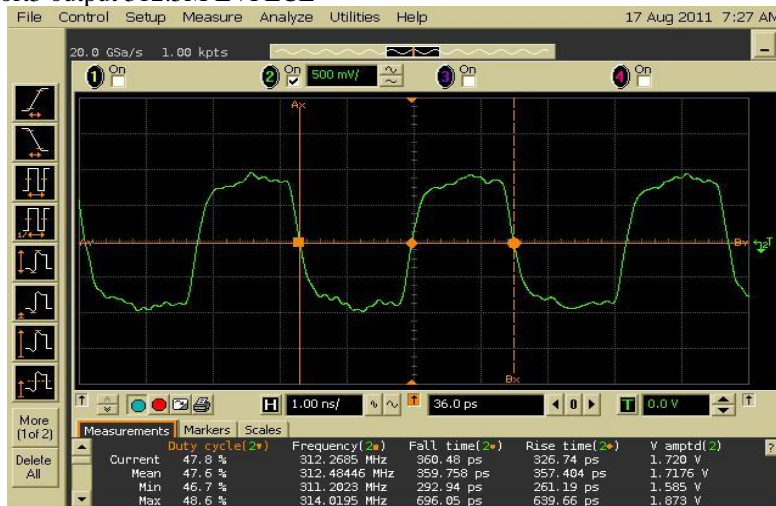 File Control Setup Measure Analyze Utilities Help 17 Aug 2011 7:27 AM
20.0 GSa/s 1.00 kpts
1 On 2 On 500 mV/ 3 On 4 On
Ax
Bx
H 1.00 ns/ 36.0 ps 0 T 0.0 V
More
(1 of 2)
Delete
All
Measurements Markers Scales
Duty cycle(2) Frequency(2) Fall time(2) Rise time(2) V amptd(2) ?
Current 47.8 % 312.2685 MHz 360.48 ps 326.74 ps 1.720 V
Mean 47.6 % 312.48446 MHz 359.758 ps 357.404 ps 1.7176 V
Min 46.7 % 311.2023 MHz 292.94 ps 261.19 ps 1.585 V
Max 48.6 % 314.0195 MHz 696.05 ps 639.66 ps 1.873 V